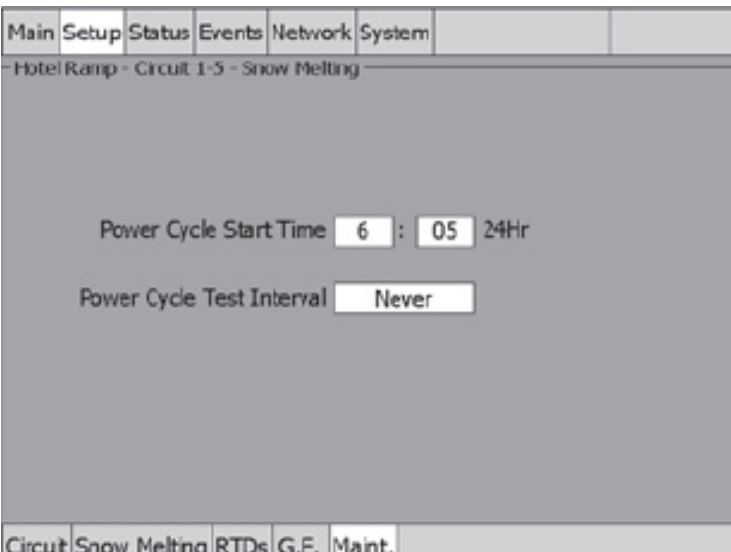 Main Setup Status Events Network System
Hotel Ramp - Circuit 1-5 - Snow Melting
Power Cycle Start Time 6 : 05 24Hr
Power Cycle Test Interval Never
Circuit Snow Melting RTDs G.F. Maint.